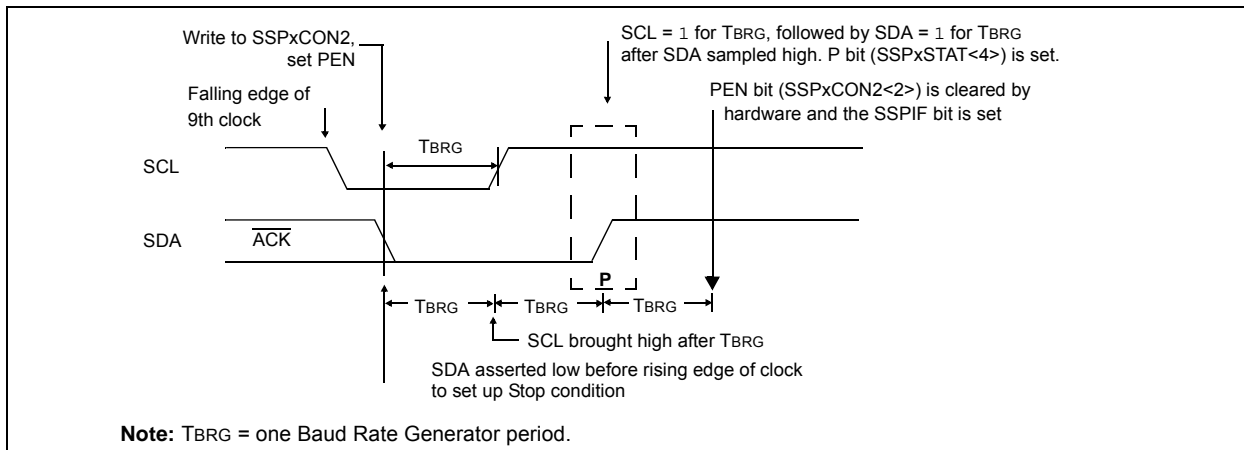 Write to SSPxCON2,
set PEN
SCL = 1 for TBRG, followed by SDA = 1 for TBRG
after SDA sampled high. P bit (SSPxSTAT<4>) is set.
Falling edge of
9th clock
PEN bit (SSPxCON2<2>) is cleared by
hardware and the SSPIF bit is set
TBRG
SCL
SDA
ACK
P
TBRG
TBRG
TBRG
SCL brought high after TBRG
SDA asserted low before rising edge of clock
to set up Stop condition
Note: TBRG = one Baud Rate Generator period.